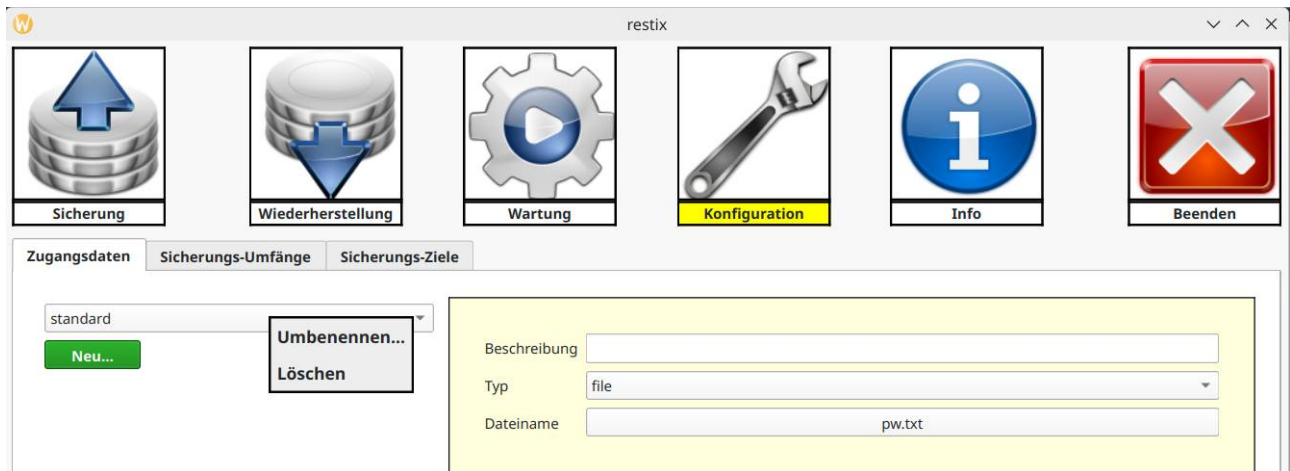 restix
Sicherung
Wiederherstellung
Wartung
Konfiguration
Info
Beenden
Zugangsdaten
Sicherungs-Umfänge
Sicherungs-Ziele
standard
Neu...
Umbenennen...
Löschen
Beschreibung
Typ
file
Dateiname
pw.txt